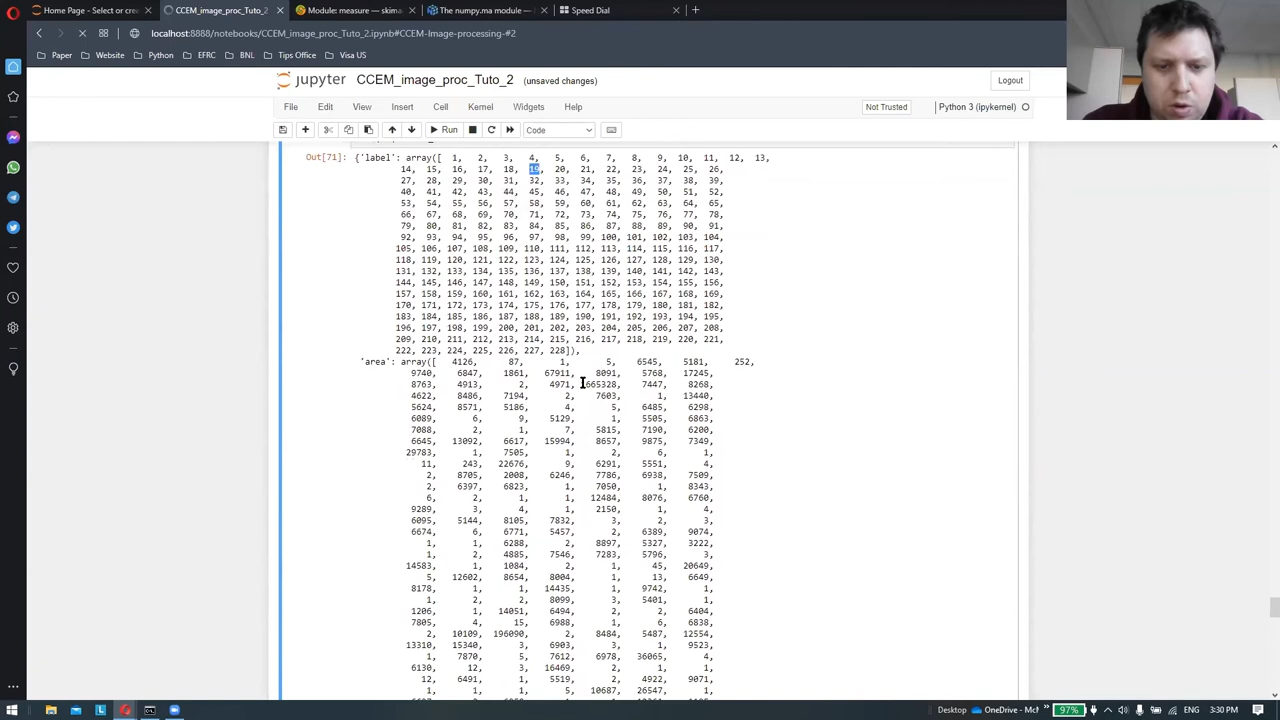 Home Page - Select or cre
CCEM_image_proc_Tuto_2
Module: measure — skima
The numpy.ma module — N
Speed Dial
localhost:8888/notebooks/CCEM_image_proc_Tuto_2.ipynb#CCEM-Image-processing-#2
Paper Website Python EFRC BNL Tips Office Visa US
jupyter CCEM_image_proc_Tuto_2 (unsaved changes) Logout
File Edit View Insert Cell Kernel Widgets Help Not Trusted Python 3 (ipykernel)
Run Code
Out[71]: {'label': array([ 1, 2, 3, 4, 5, 6, 7, 8, 9, 10, 11, 12, 13,
14, 15, 16, 17, 18, 19, 20, 21, 22, 23, 24, 25, 26,
27, 28, 29, 30, 31, 32, 33, 34, 35, 36, 37, 38, 39,
40, 41, 42, 43, 44, 45, 46, 47, 48, 49, 50, 51, 52,
53, 54, 55, 56, 57, 58, 59, 60, 61, 62, 63, 64, 65,
66, 67, 68, 69, 70, 71, 72, 73, 74, 75, 76, 77, 78,
79, 80, 81, 82, 83, 84, 85, 86, 87, 88, 89, 90, 91,
92, 93, 94, 95, 96, 97, 98, 99, 100, 101, 102, 103, 104,
105, 106, 107, 108, 109, 110, 111, 112, 113, 114, 115, 116, 117,
118, 119, 120, 121, 122, 123, 124, 125, 126, 127, 128, 129, 130,
131, 132, 133, 134, 135, 136, 137, 138, 139, 140, 141, 142, 143,
144, 145, 146, 147, 148, 149, 150, 151, 152, 153, 154, 155, 156,
157, 158, 159, 160, 161, 162, 163, 164, 165, 166, 167, 168, 169,
170, 171, 172, 173, 174, 175, 176, 177, 178, 179, 180, 181, 182,
183, 184, 185, 186, 187, 188, 189, 190, 191, 192, 193, 194, 195,
196, 197, 198, 199, 200, 201, 202, 203, 204, 205, 206, 207, 208,
209, 210, 211, 212, 213, 214, 215, 216, 217, 218, 219, 220, 221,
222, 223, 224, 225, 226, 227, 228]),
'area': array([ 4126, 87, 1, 5, 6545, 5181, 252,
9740, 6847, 1861, 67911, 8091, 5768, 17245,
8763, 4913, 2, 4971, 665328, 7447, 8268,
4622, 8486, 7194, 2, 7603, 1, 13440,
5624, 8571, 5186, 4, 5, 6485, 6298,
6089, 6, 9, 5129, 1, 5505, 6863,
7088, 2, 1, 7, 5815, 7190, 6200,
6645, 13092, 6617, 15994, 8657, 9875, 7349,
29783, 1, 7505, 1, 2, 6, 1,
11, 243, 22676, 9, 6291, 5551, 4,
2, 8705, 2008, 6246, 7786, 6938, 7509,
2, 6397, 6823, 1, 7050, 1, 8343,
6, 2, 1, 1, 12484, 8076, 6760,
9289, 3, 4, 1, 2150, 1, 4,
6095, 5144, 8105, 7832, 3, 2, 3,
6674, 6, 6771, 5457, 2, 6389, 9074,
1, 1, 6288, 2, 8897, 5327, 3222,
1, 2, 4885, 7546, 7283, 5796, 3,
14583, 1, 1084, 2, 1, 45, 20649,
5, 12602, 8654, 8004, 1, 13, 6649,
8178, 1, 1, 14435, 1, 9742, 1,
1, 2, 2, 8099, 3, 5401, 1,
1206, 1, 14051, 6494, 2, 2, 6404,
7805, 4, 15, 6988, 1, 6, 6838,
2, 10109, 196090, 2, 8484, 5487, 12554,
13310, 15340, 3, 6903, 3, 1, 9523,
1, 7870, 5, 7612, 6978, 36065, 4,
6130, 12, 3, 16469, 2, 1, 1,
12, 6491, 1, 5519, 2, 4922, 9071,
1, 1, 1, 5, 10687, 26547, 1,
Desktop OneDrive - McM 97% ENG 3:30 PM